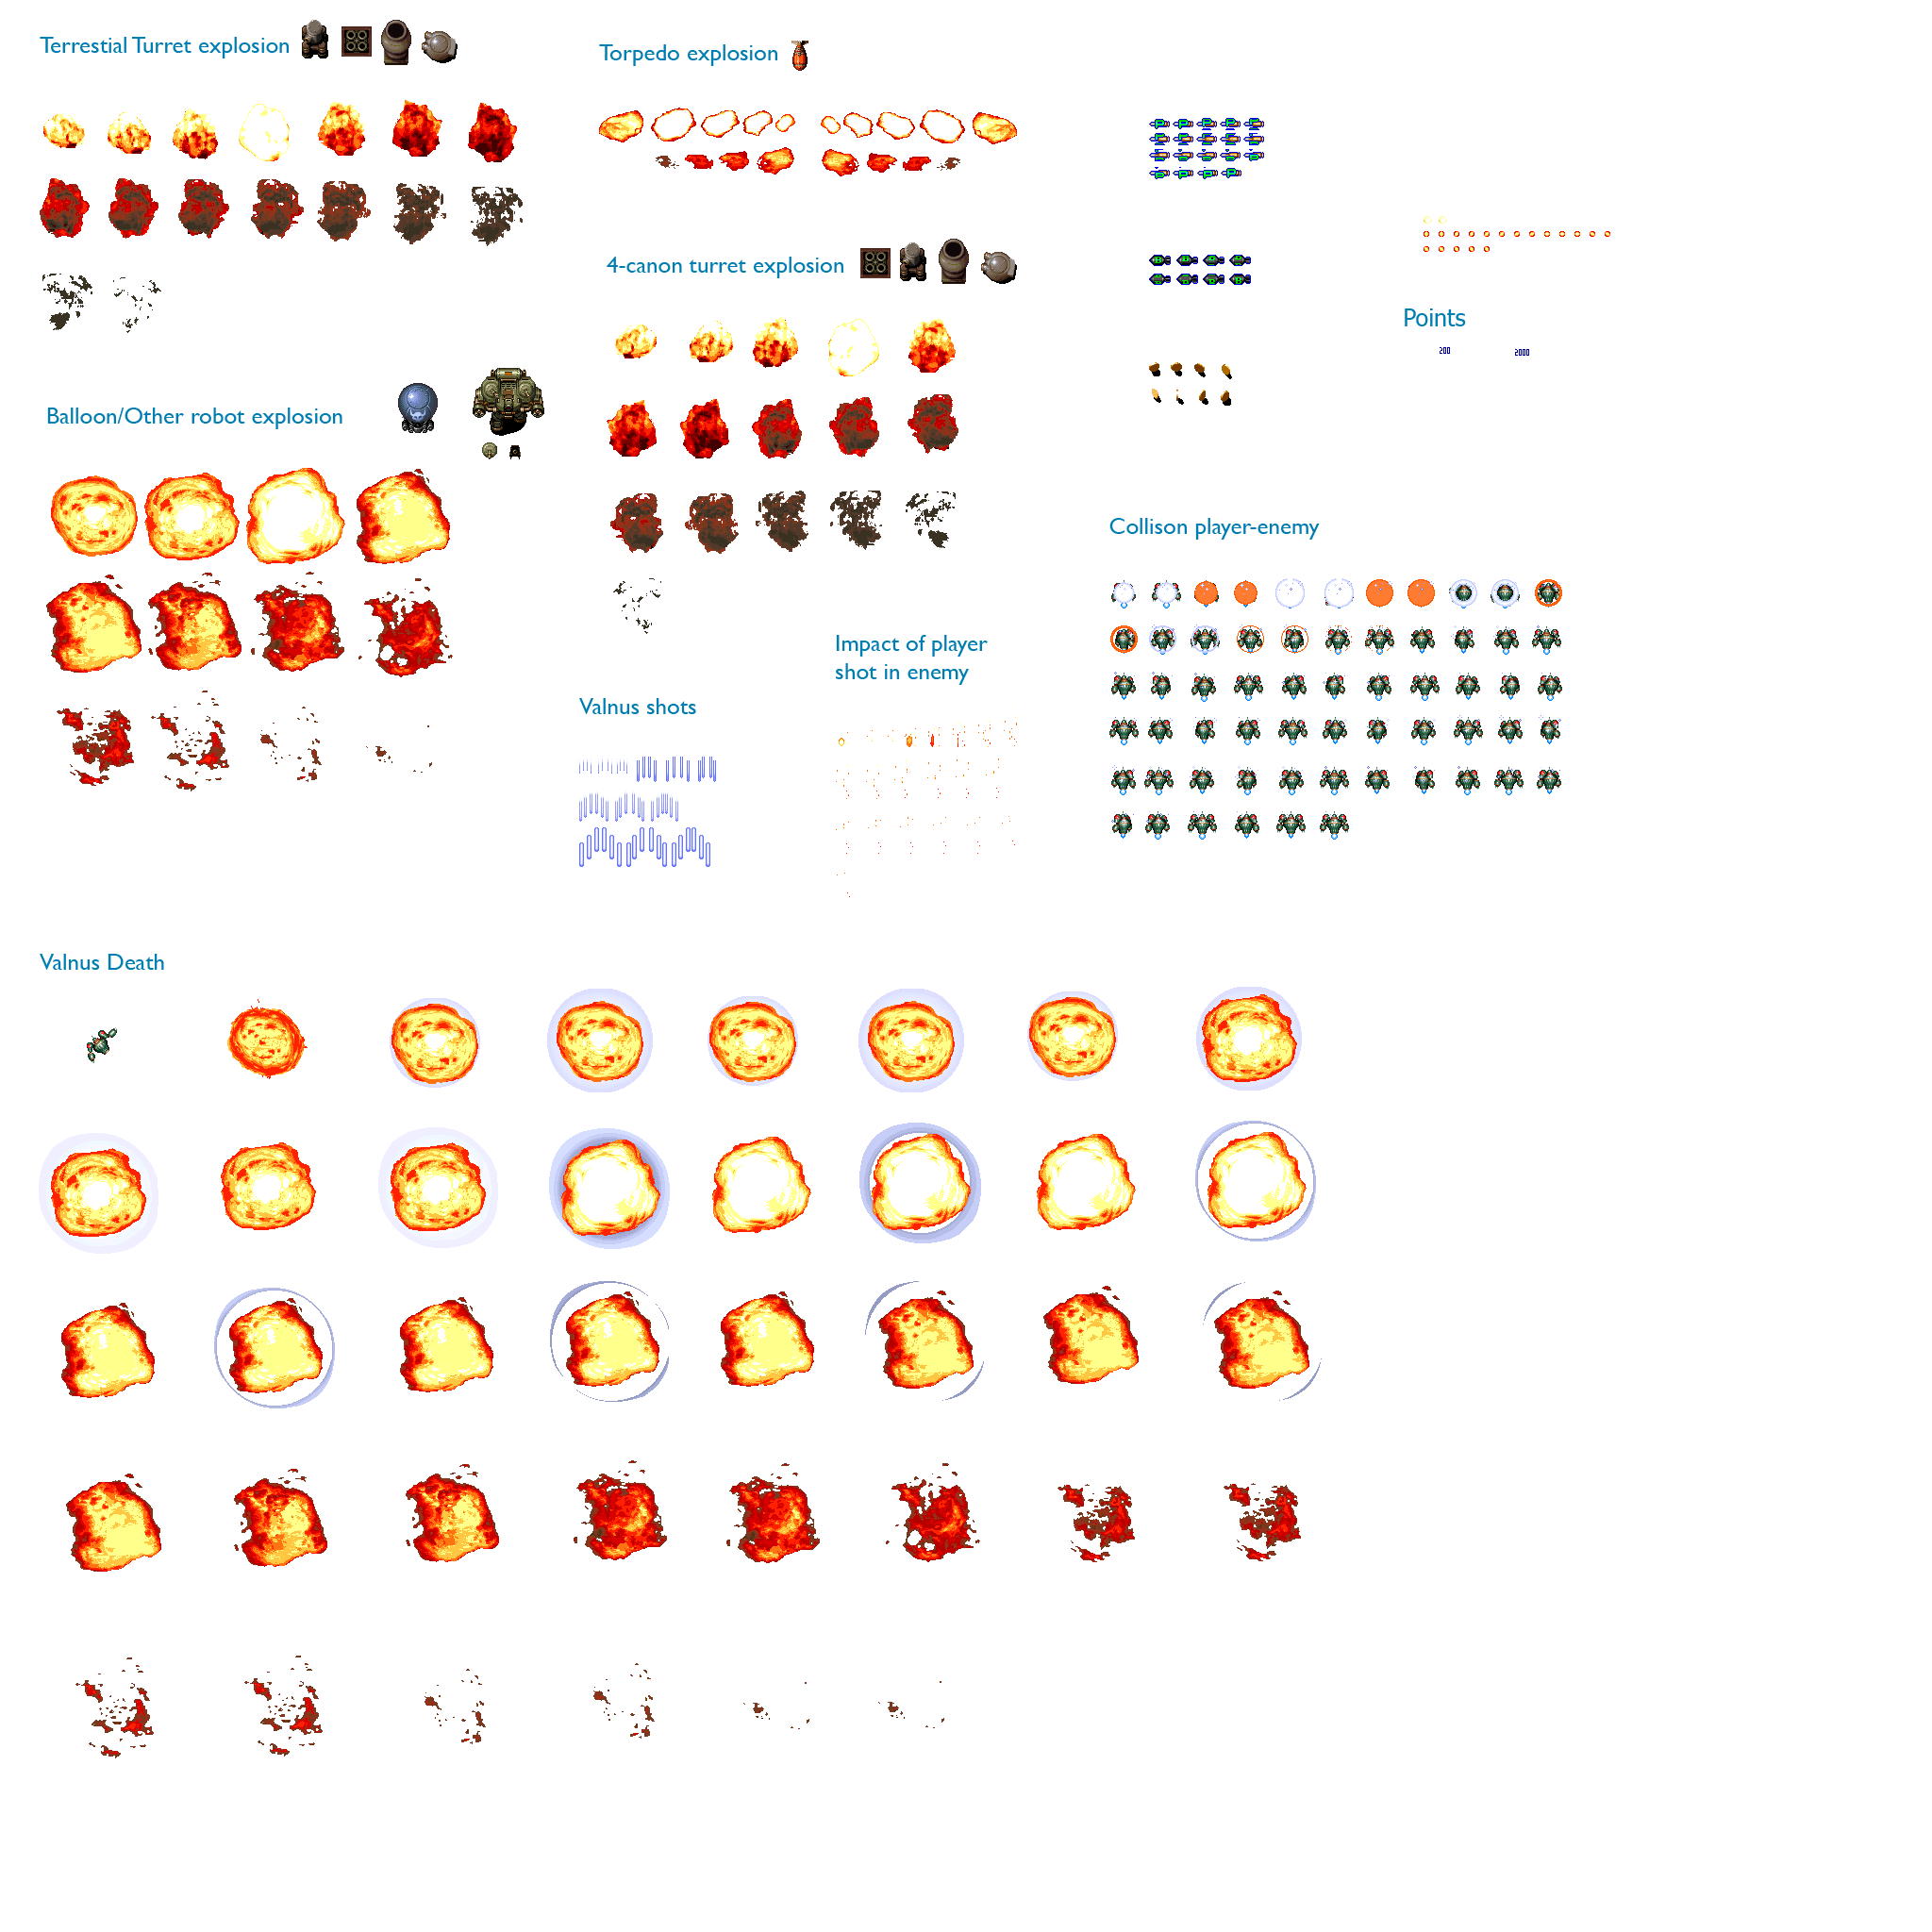 Terrestial Turret explosion
Torpedo explosion
4-canon turret explosion
Points
200
2000
Balloon/Other robot explosion
Collison player-enemy
Impact of player
shot in enemy
Valnus shots
Valnus Death